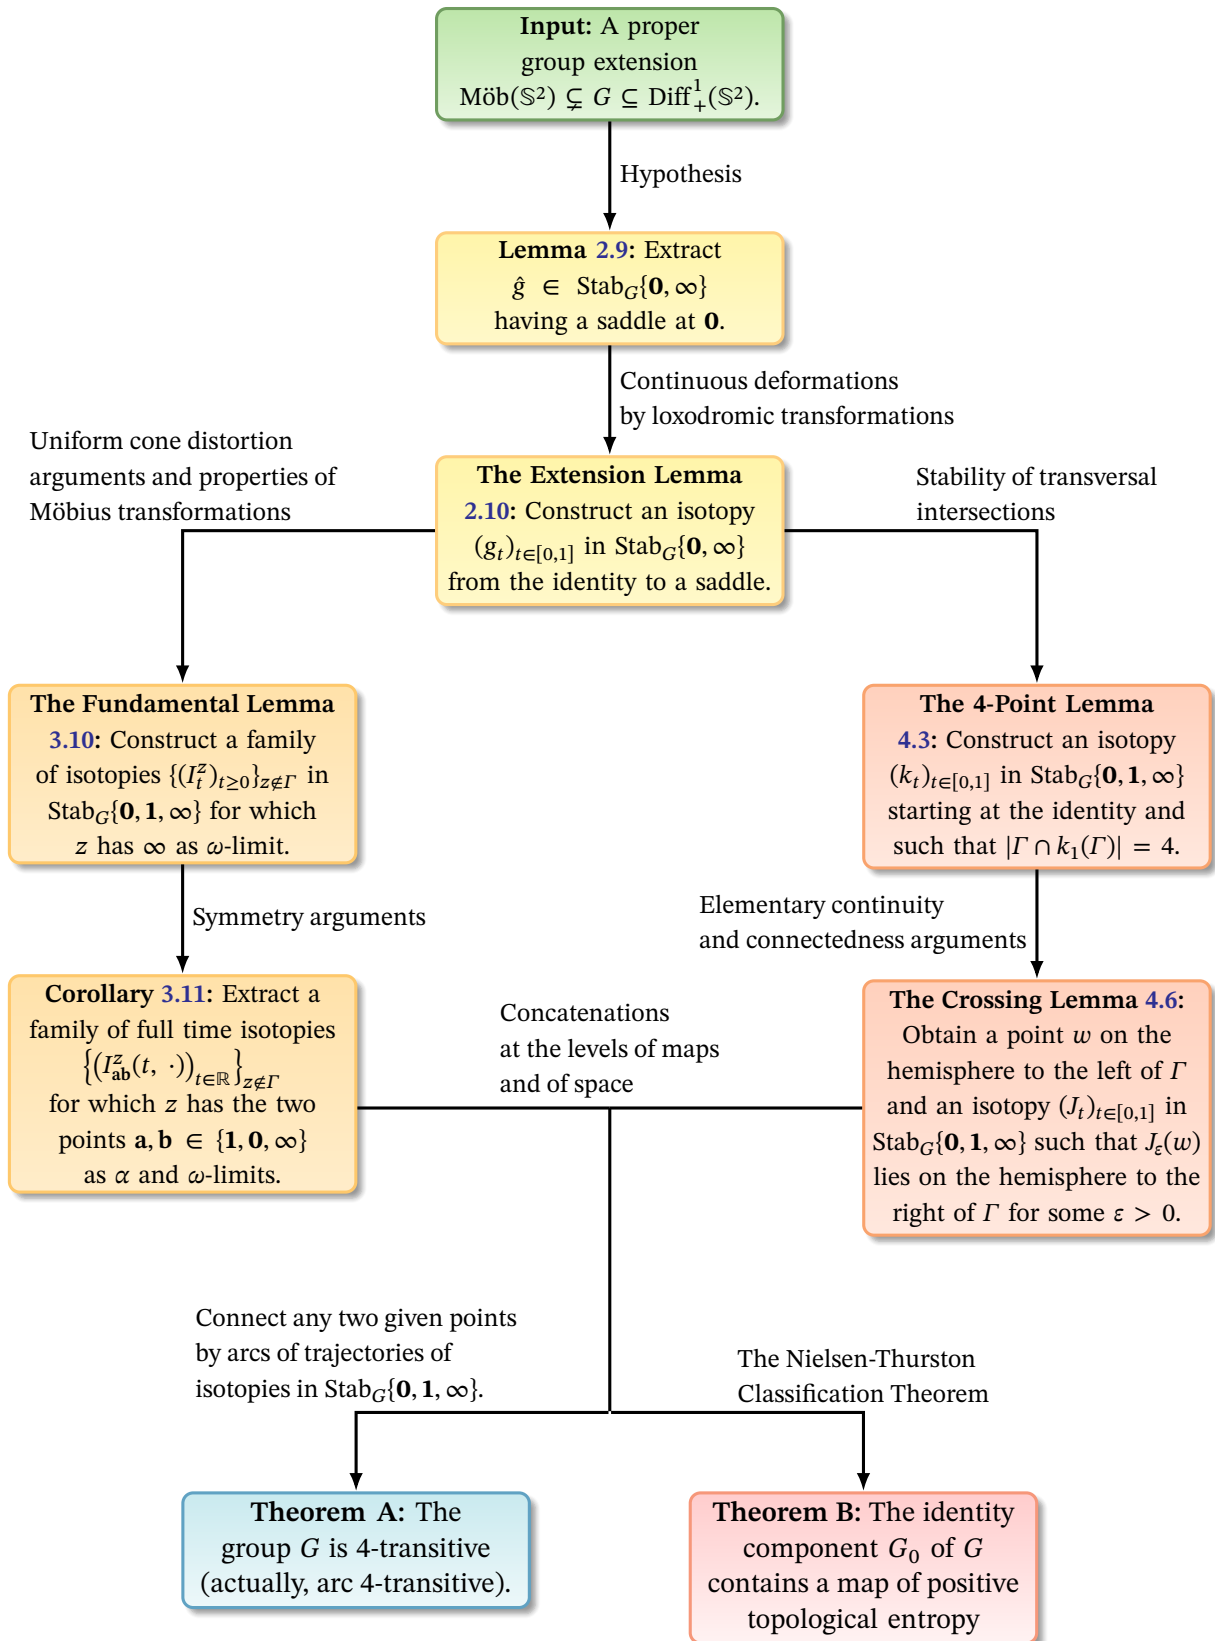 Input: A proper
group extension
Möb(𝕊²) ⊊ G ⊆ Diff¹₊(𝕊²).
Hypothesis
Lemma 2.9: Extract
ĝ ∈ Stab_G{0, ∞}
having a saddle at 0.
Continuous deformations
by loxodromic transformations
Uniform cone distortion
arguments and properties of
Möbius transformations
The Extension Lemma
2.10: Construct an isotopy
(g_t)_{t∈[0,1]} in Stab_G{0, ∞}
from the identity to a saddle.
Stability of transversal
intersections
The Fundamental Lemma
3.10: Construct a family
of isotopies {(I_t^z)_{t≥0}}_{z∉Γ} in
Stab_G{0, 1, ∞} for which
z has ∞ as ω-limit.
The 4-Point Lemma
4.3: Construct an isotopy
(k_t)_{t∈[0,1]} in Stab_G{0, 1, ∞}
starting at the identity and
such that |Γ ∩ k₁(Γ)| = 4.
Symmetry arguments
Elementary continuity
and connectedness arguments
Corollary 3.11: Extract a
family of full time isotopies
{(I_{ab}^z(t, ·))_{t∈ℝ}}_{z∉Γ}
for which z has the two
points a, b ∈ {1, 0, ∞}
as α and ω-limits.
Concatenations
at the levels of maps
and of space
The Crossing Lemma 4.6:
Obtain a point w on the
hemisphere to the left of Γ
and an isotopy (J_t)_{t∈[0,1]} in
Stab_G{0, 1, ∞} such that J_ε(w)
lies on the hemisphere to the
right of Γ for some ε > 0.
Connect any two given points
by arcs of trajectories of
isotopies in Stab_G{0, 1, ∞}.
The Nielsen-Thurston
Classification Theorem
Theorem A: The
group G is 4-transitive
(actually, arc 4-transitive).
Theorem B: The identity
component G₀ of G
contains a map of positive
topological entropy